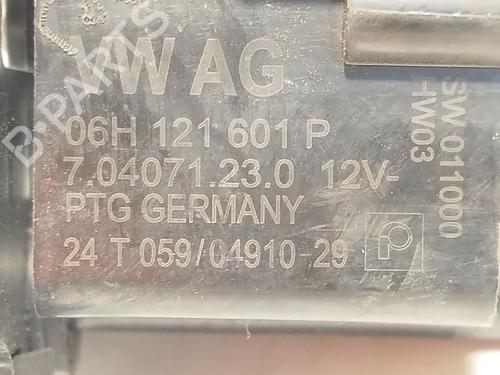 VW AG
06H 121 601 P
7.04071.23.0 12V-
PTG GERMANY
24 T 059/04910-29
SW 011000
HW03
B-PARTS